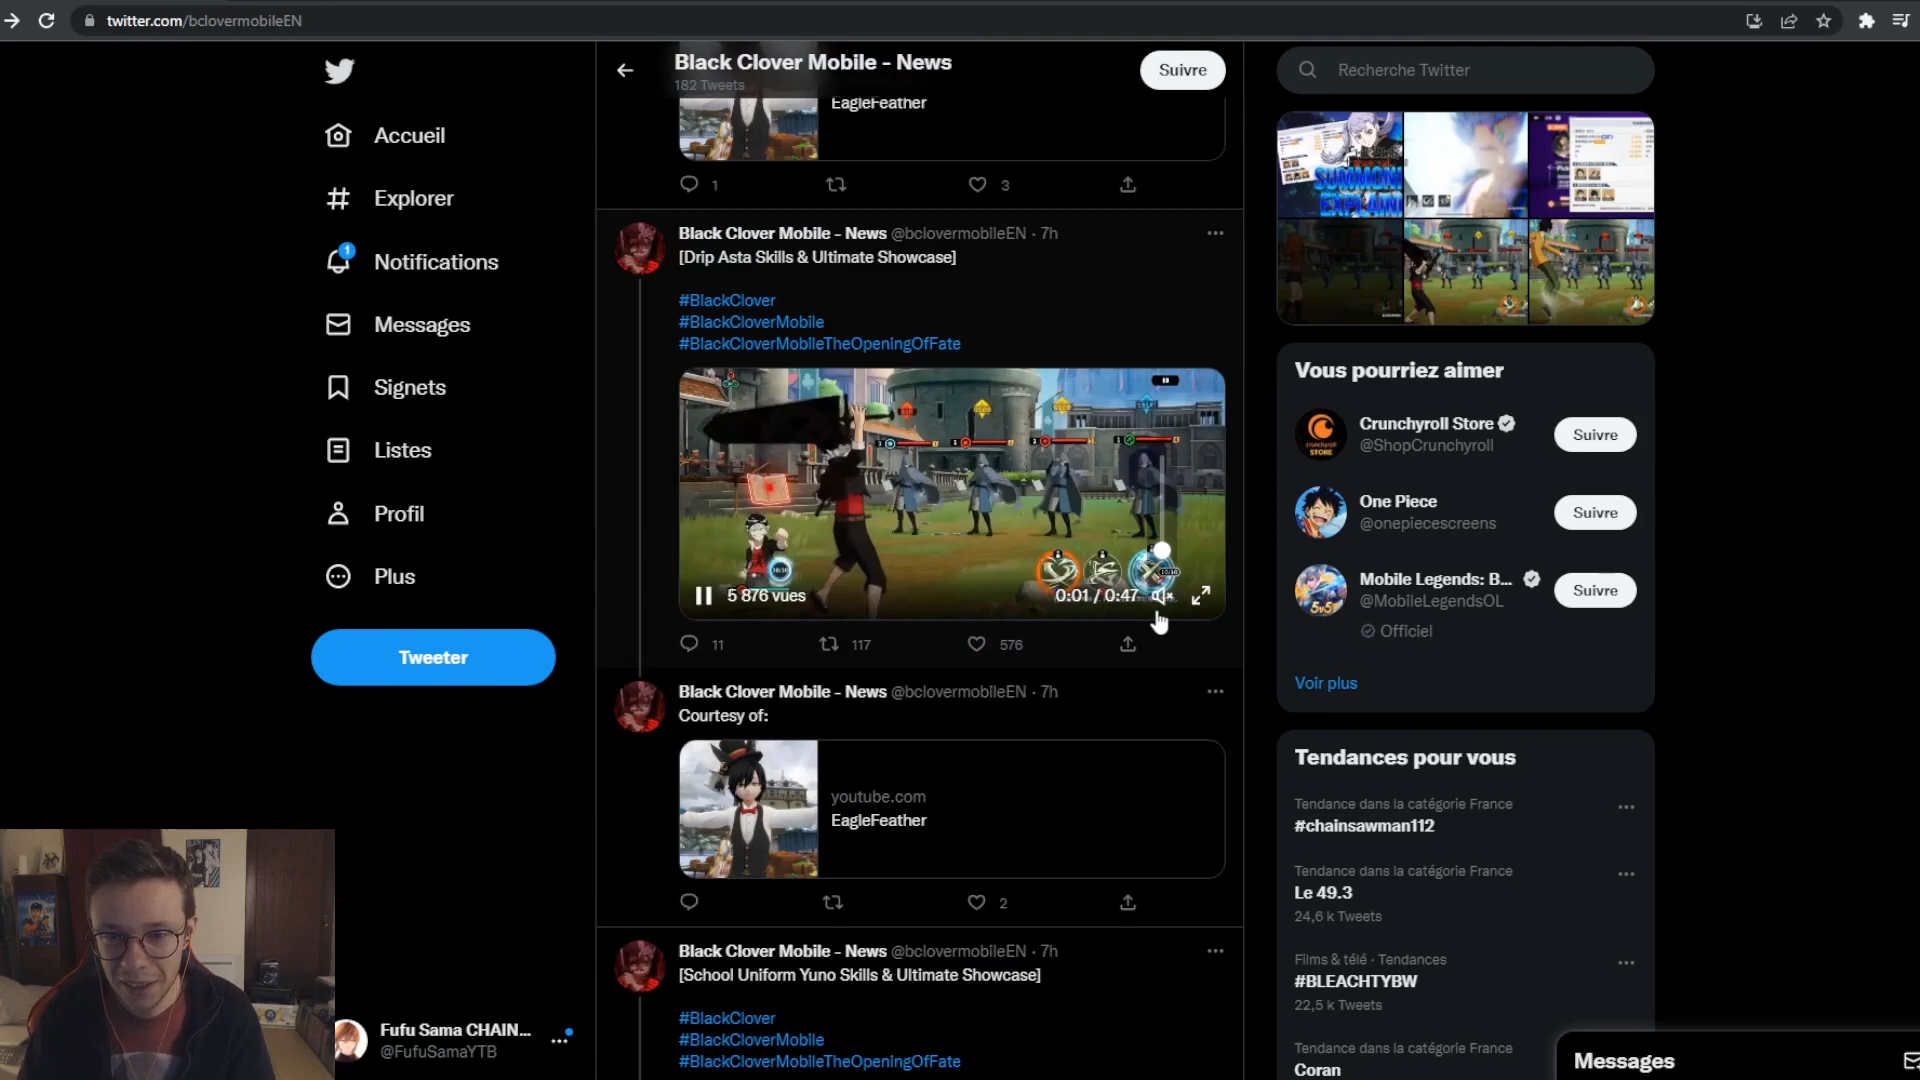 twitter.com/bclovermobileEN
Accueil
Explorer
1
Notifications
Messages
Signets
Listes
Profil
Plus
Tweeter
Fufu Sama CHAIN...
@FufuSamaYTB
Black Clover Mobile - News
182 Tweets
Suivre
EagleFeather
1
3
Black Clover Mobile - News @bclovermobileEN · 7h
[Drip Asta Skills & Ultimate Showcase]
#BlackClover
#BlackCloverMobile
#BlackCloverMobileTheOpeningOfFate
5 876 vues
0:01 / 0:47
11
117
576
Black Clover Mobile - News @bclovermobileEN · 7h
Courtesy of:
youtube.com
EagleFeather
2
Black Clover Mobile - News @bclovermobileEN · 7h
[School Uniform Yuno Skills & Ultimate Showcase]
#BlackClover
#BlackCloverMobile
#BlackCloverMobileTheOpeningOfFate
Recherche Twitter
SUMMON
EXPLAIN
Vous pourriez aimer
Crunchyroll Store
@ShopCrunchyroll
Suivre
One Piece
@onepiecescreens
Suivre
Mobile Legends: B...
@MobileLegendsOL
Officiel
Suivre
Voir plus
Tendances pour vous
Tendance dans la catégorie France
#chainsawman112
Tendance dans la catégorie France
Le 49.3
24,6 k Tweets
Films & télé · Tendances
#BLEACHTYBW
22,5 k Tweets
Tendance dans la catégorie France
Coran
Messages